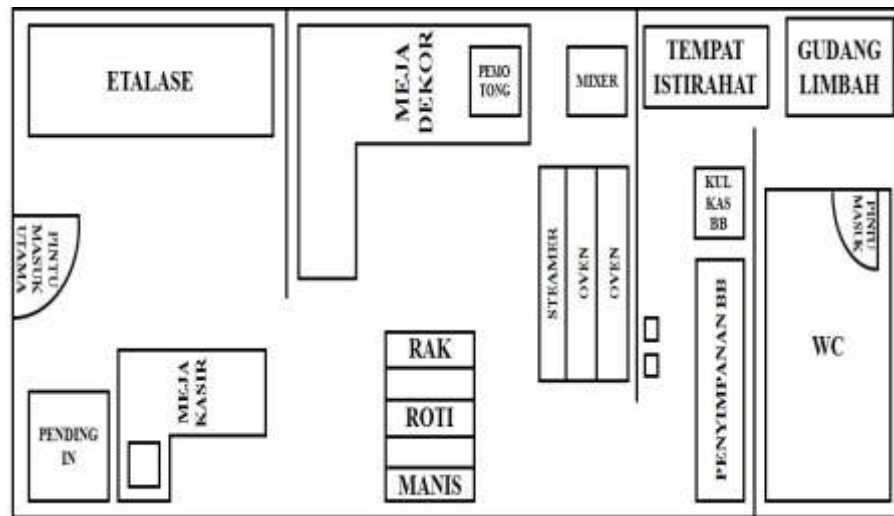 ETALASE
MEJA
DEKOR
PEMO
TONG
MIXER
TEMPAT
ISTIRAHAT
GUDANG
LIMBAH
PINTU
MASUK
UTAMA
STEAMER
OVEN
OVEN
KUL
KAS
BB
PINTU
MASUK
PENYIMPANAN BB
WC
RAK
ROTI
MANIS
MEJA
KASIR
PENDING
IN